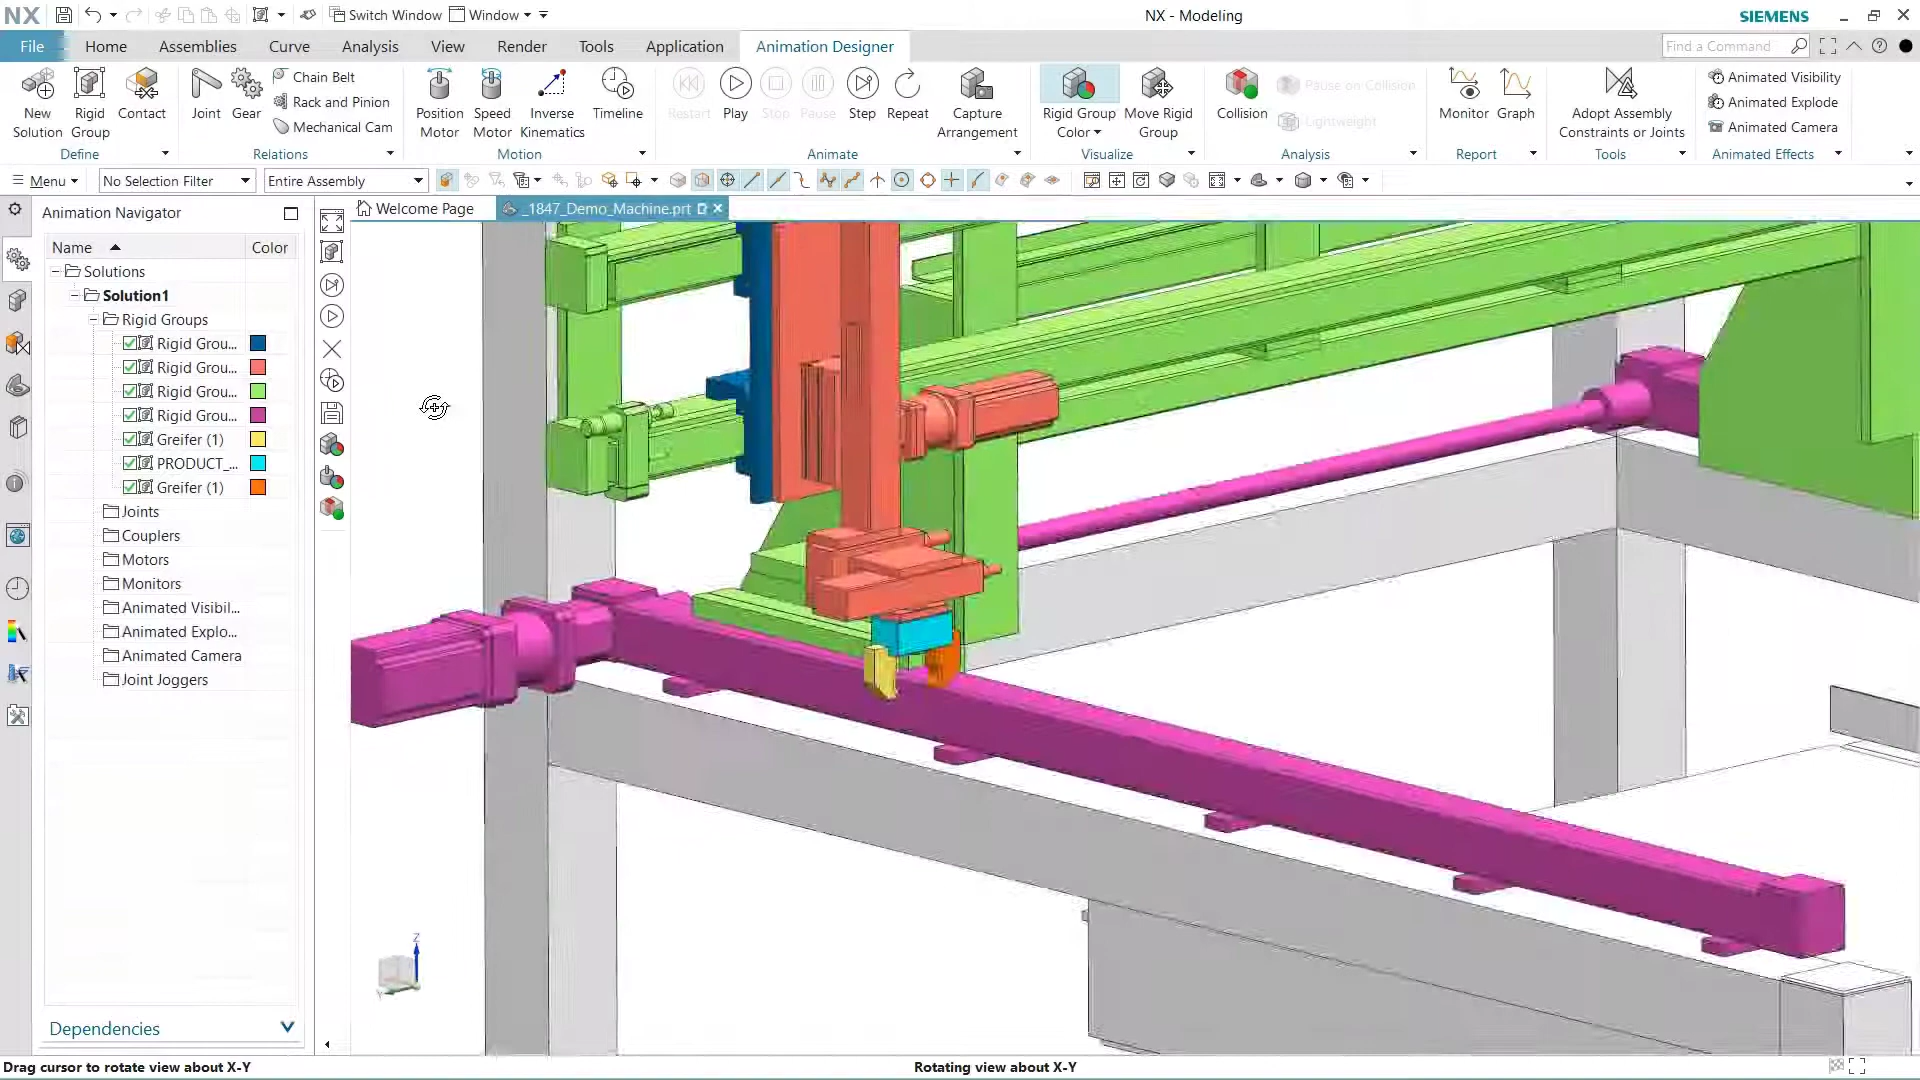 NX
Switch Window
Window
NX - Modeling
SIEMENS
File
Home
Assemblies
Curve
Analysis
View
Render
Tools
Application
Animation Designer
Find a Command
New Solution
Rigid Group
Contact
Define
Joint
Gear
Chain Belt
Rack and Pinion
Mechanical Cam
Relations
Position Motor
Speed Motor
Inverse Kinematics
Timeline
Motion
Restart
Play
Stop
Pause
Step
Repeat
Capture Arrangement
Animate
Rigid Group Color
Move Rigid Group
Visualize
Collision
Pause on Collision
Lightweight
Analysis
Monitor
Graph
Report
Adopt Assembly Constraints or Joints
Tools
Animated Visibility
Animated Explode
Animated Camera
Animated Effects
Menu
No Selection Filter
Entire Assembly
Animation Navigator
Welcome Page
_1847_Demo_Machine.prt
Name
Color
Solutions
Solution1
Rigid Groups
Rigid Grou...
Rigid Grou...
Rigid Grou...
Rigid Grou...
Greifer (1)
PRODUCT_...
Greifer (1)
Joints
Couplers
Motors
Monitors
Animated Visibil...
Animated Explo...
Animated Camera
Joint Joggers
Z
Y
Dependencies
Drag cursor to rotate view about X-Y
Rotating view about X-Y